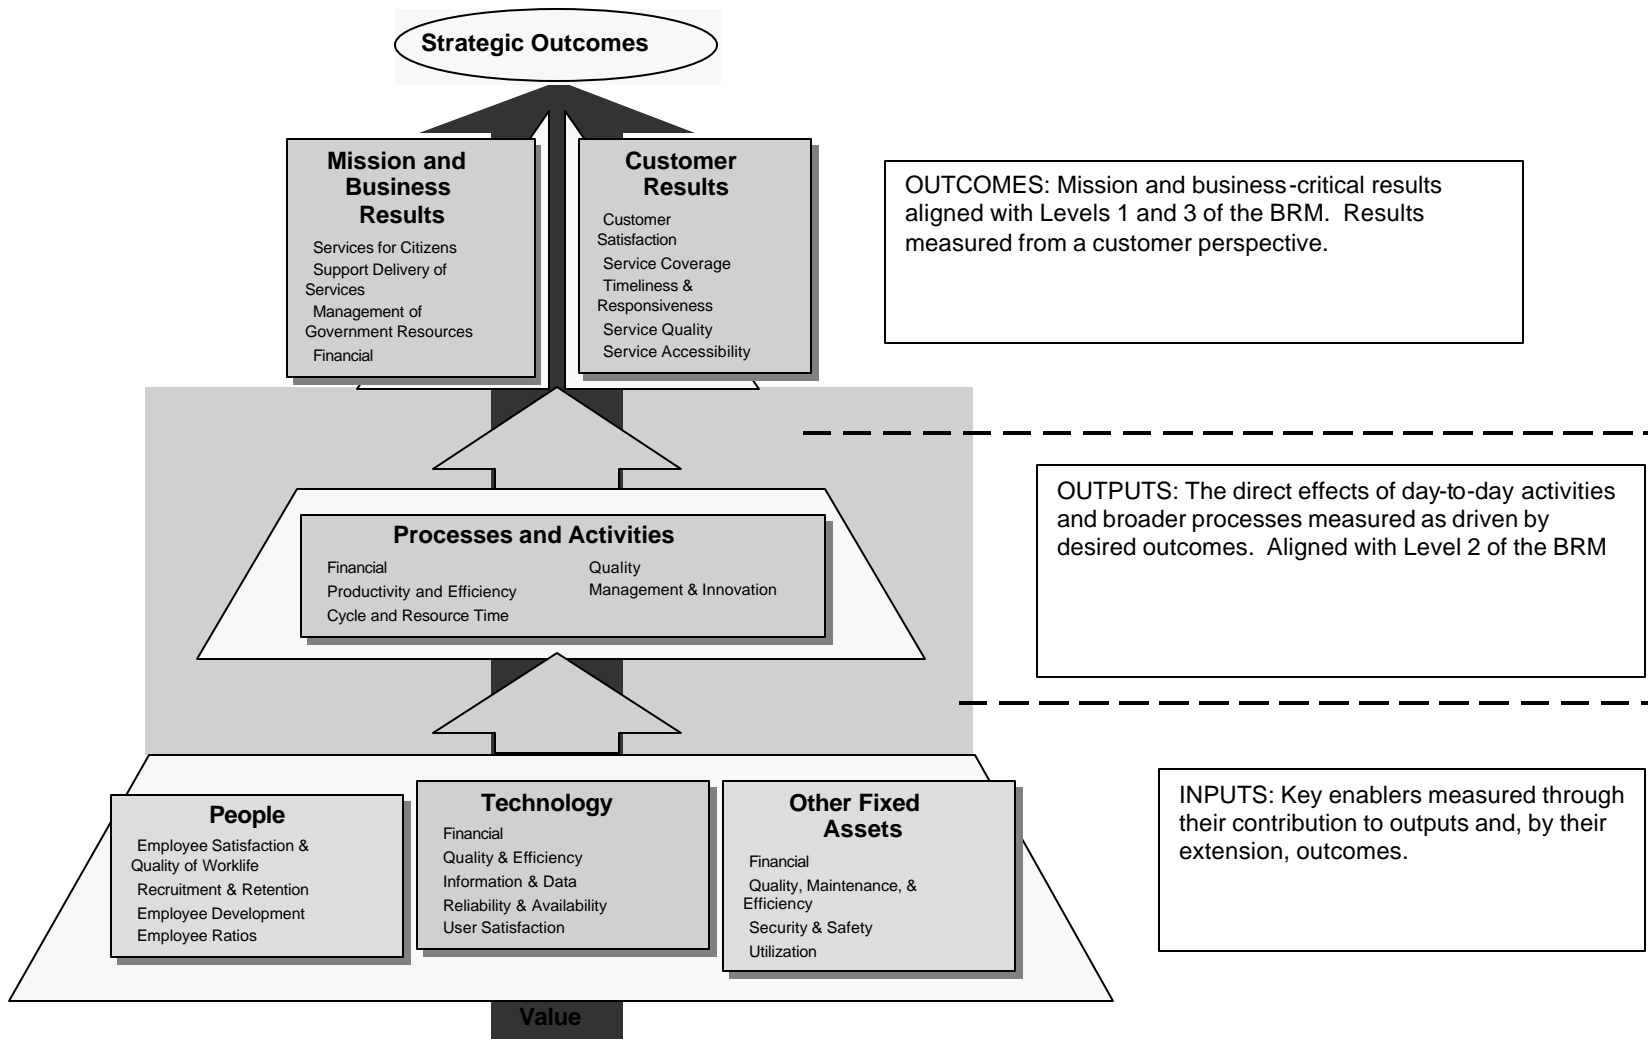 Strategic Outcomes
Mission and
Business
Results
Services for Citizens
Support Delivery of
Services
Management of
Government Resources
Financial
Customer
Results
Customer
Satisfaction
Service Coverage
Timeliness &
Responsiveness
Service Quality
Service Accessibility
OUTCOMES: Mission and business-critical results
aligned with Levels 1 and 3 of the BRM. Results
measured from a customer perspective.
Processes and Activities
Financial
Productivity and Efficiency
Cycle and Resource Time
Quality
Management & Innovation
OUTPUTS: The direct effects of day-to-day activities
and broader processes measured as driven by
desired outcomes. Aligned with Level 2 of the BRM
People
Employee Satisfaction &
Quality of Worklife
Recruitment & Retention
Employee Development
Employee Ratios
Technology
Financial
Quality & Efficiency
Information & Data
Reliability & Availability
User Satisfaction
Other Fixed
Assets
Financial
Quality, Maintenance, &
Efficiency
Security & Safety
Utilization
INPUTS: Key enablers measured through
their contribution to outputs and, by their
extension, outcomes.
Value